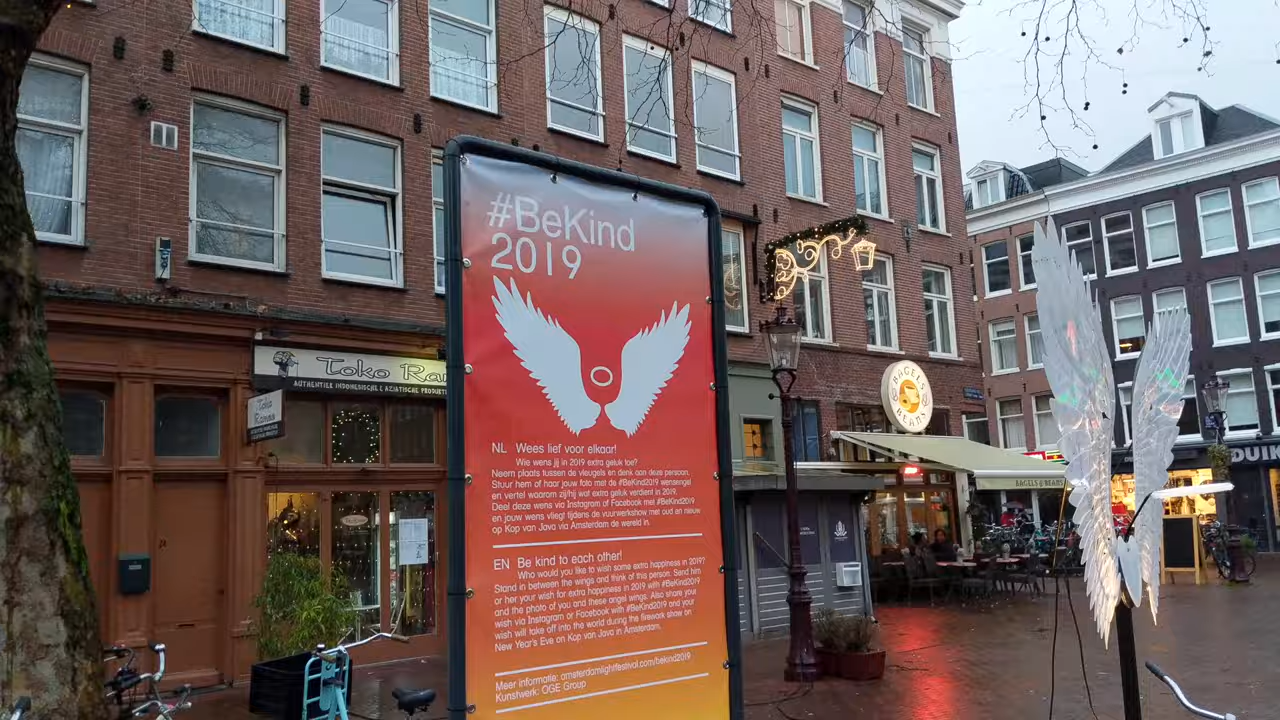 #BeKind
2019
NL Wees lief voor elkaar!
Wie wens jij in 2019 extra geluk toe?
Neem plaats tussen de vleugels en denk aan deze persoon.
Stuur hem of haar jouw foto met de #BeKind2019 wensengel
en vertel waarom zij/hij wat extra geluk verdient in 2019.
Deel deze wens via Instagram of Facebook met #BeKind2019
en jouw wens vliegt tijdens de vuurwerkshow met oud en nieuw
op Kop van Java via Amsterdam de wereld in.
EN Be kind to each other!
Who would you like to wish some extra happiness in 2019?
Stand in between the wings and think of this person. Send him
or her your wish for extra happiness in 2019 with #BeKind2019
and the photo of you and these angel wings. Also share your
wish via Instagram or Facebook with #BeKind2019 and your
wish will take off into the world during the firework show on
New Year's Eve on Kop van Java in Amsterdam.
Meer informatie: amsterdamlightfestival.com/bekind2019
Kunstwerk: OGE Group
Toko Ra
AUTHENTIEK INDONESISCHE & AZIATISCHE PRODUKTE
Toko
BAGELS
BEANS
BAGELS & BEANS
DUIK